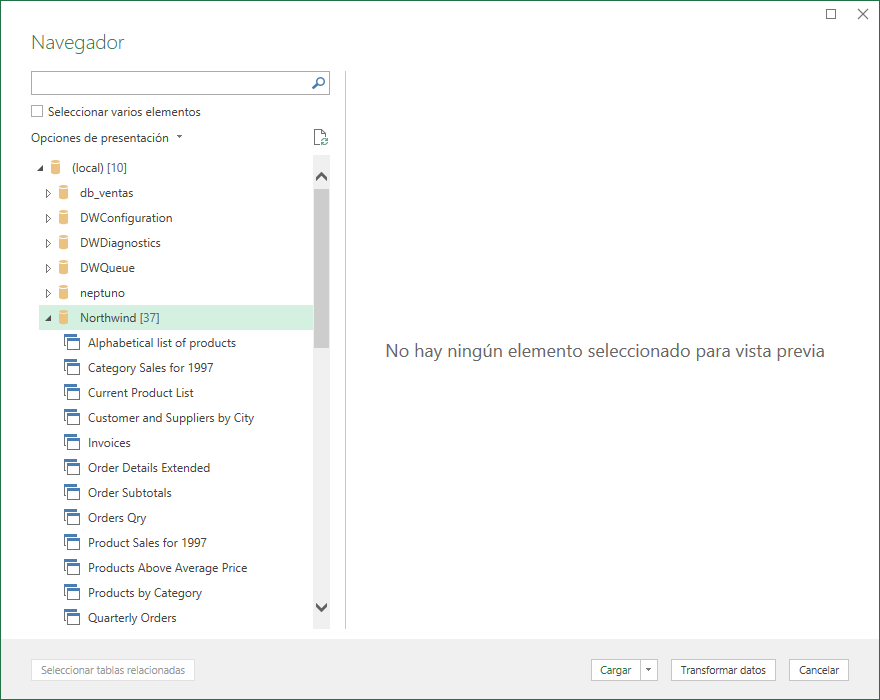 Navegador
Seleccionar varios elementos
Opciones de presentación
(local) [10]
db_ventas
DWConfiguration
DWDiagnostics
DWQueue
neptuno
Northwind [37]
Alphabetical list of products
Category Sales for 1997
Current Product List
Customer and Suppliers by City
Invoices
Order Details Extended
Order Subtotals
Orders Qry
Product Sales for 1997
Products Above Average Price
Products by Category
Quarterly Orders
No hay ningún elemento seleccionado para vista previa
Seleccionar tablas relacionadas
Cargar
Transformar datos
Cancelar